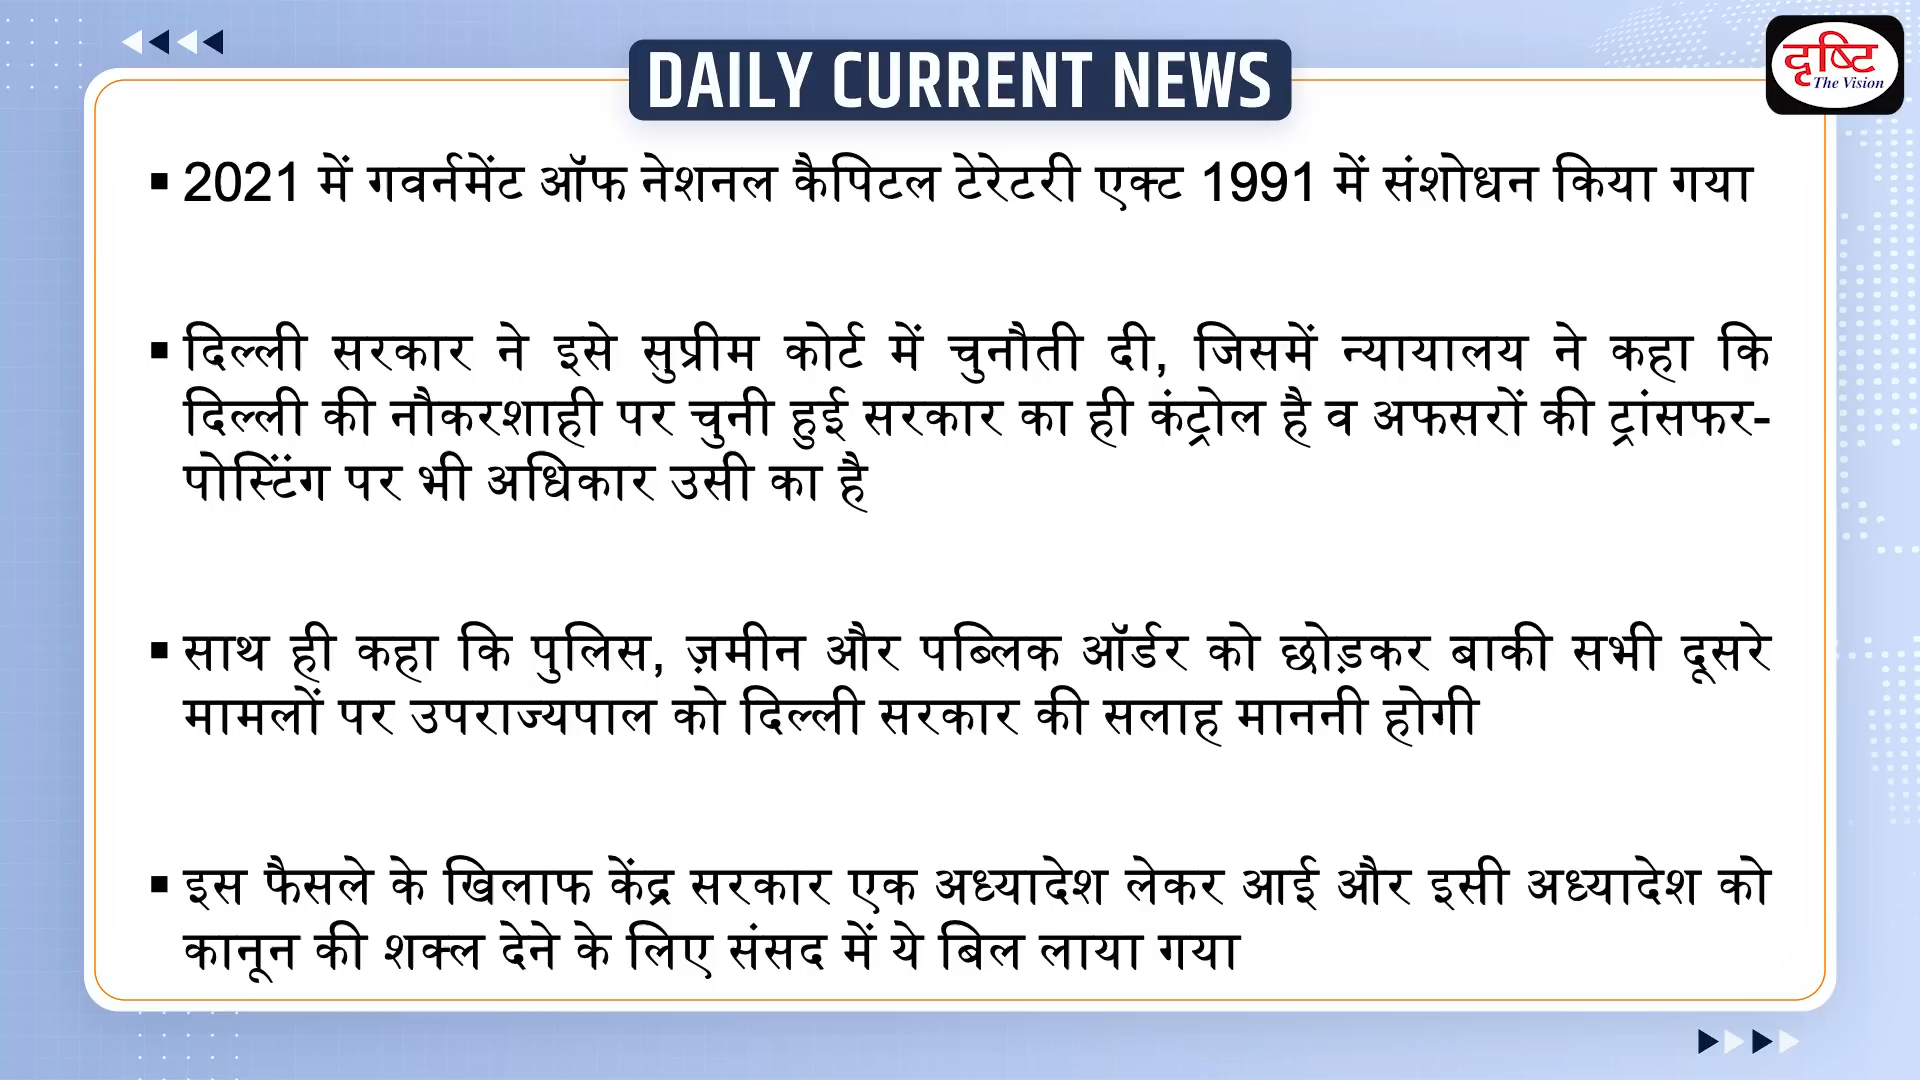 DAILY CURRENT NEWS
दृष्टि
The Vision
▪ 2021 में गवर्नमेंट ऑफ नेशनल कैपिटल टेरेटरी एक्ट 1991 में संशोधन किया गया
▪ दिल्ली सरकार ने इसे सुप्रीम कोर्ट में चुनौती दी, जिसमें न्यायालय ने कहा कि
दिल्ली की नौकरशाही पर चुनी हुई सरकार का ही कंट्रोल है व अफसरों की ट्रांसफर-
पोस्टिंग पर भी अधिकार उसी का है
▪ साथ ही कहा कि पुलिस, ज़मीन और पब्लिक ऑर्डर को छोड़कर बाकी सभी दूसरे
मामलों पर उपराज्यपाल को दिल्ली सरकार की सलाह माननी होगी
▪ इस फैसले के खिलाफ केंद्र सरकार एक अध्यादेश लेकर आई और इसी अध्यादेश को
कानून की शक्ल देने के लिए संसद में ये बिल लाया गया